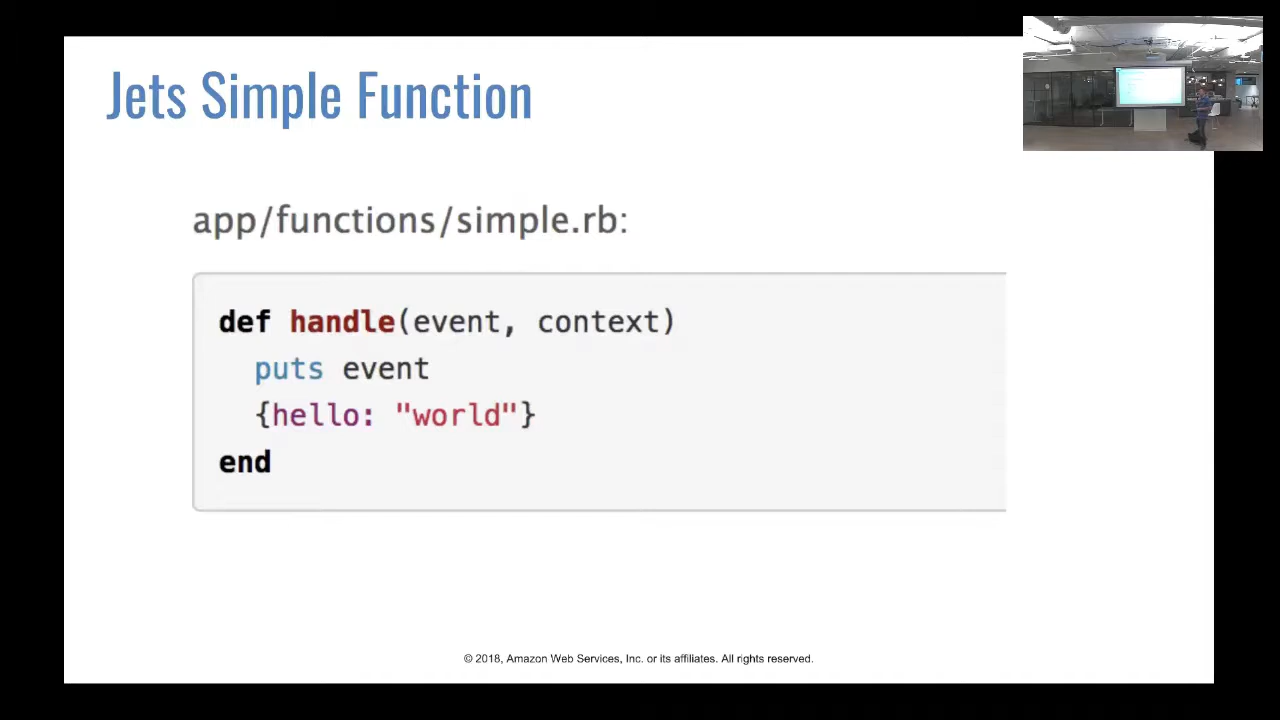 Jets Simple Function
app/functions/simple.rb:
def handle(event, context)
  puts event
  {hello: "world"}
end
© 2018, Amazon Web Services, Inc. or its affiliates. All rights reserved.